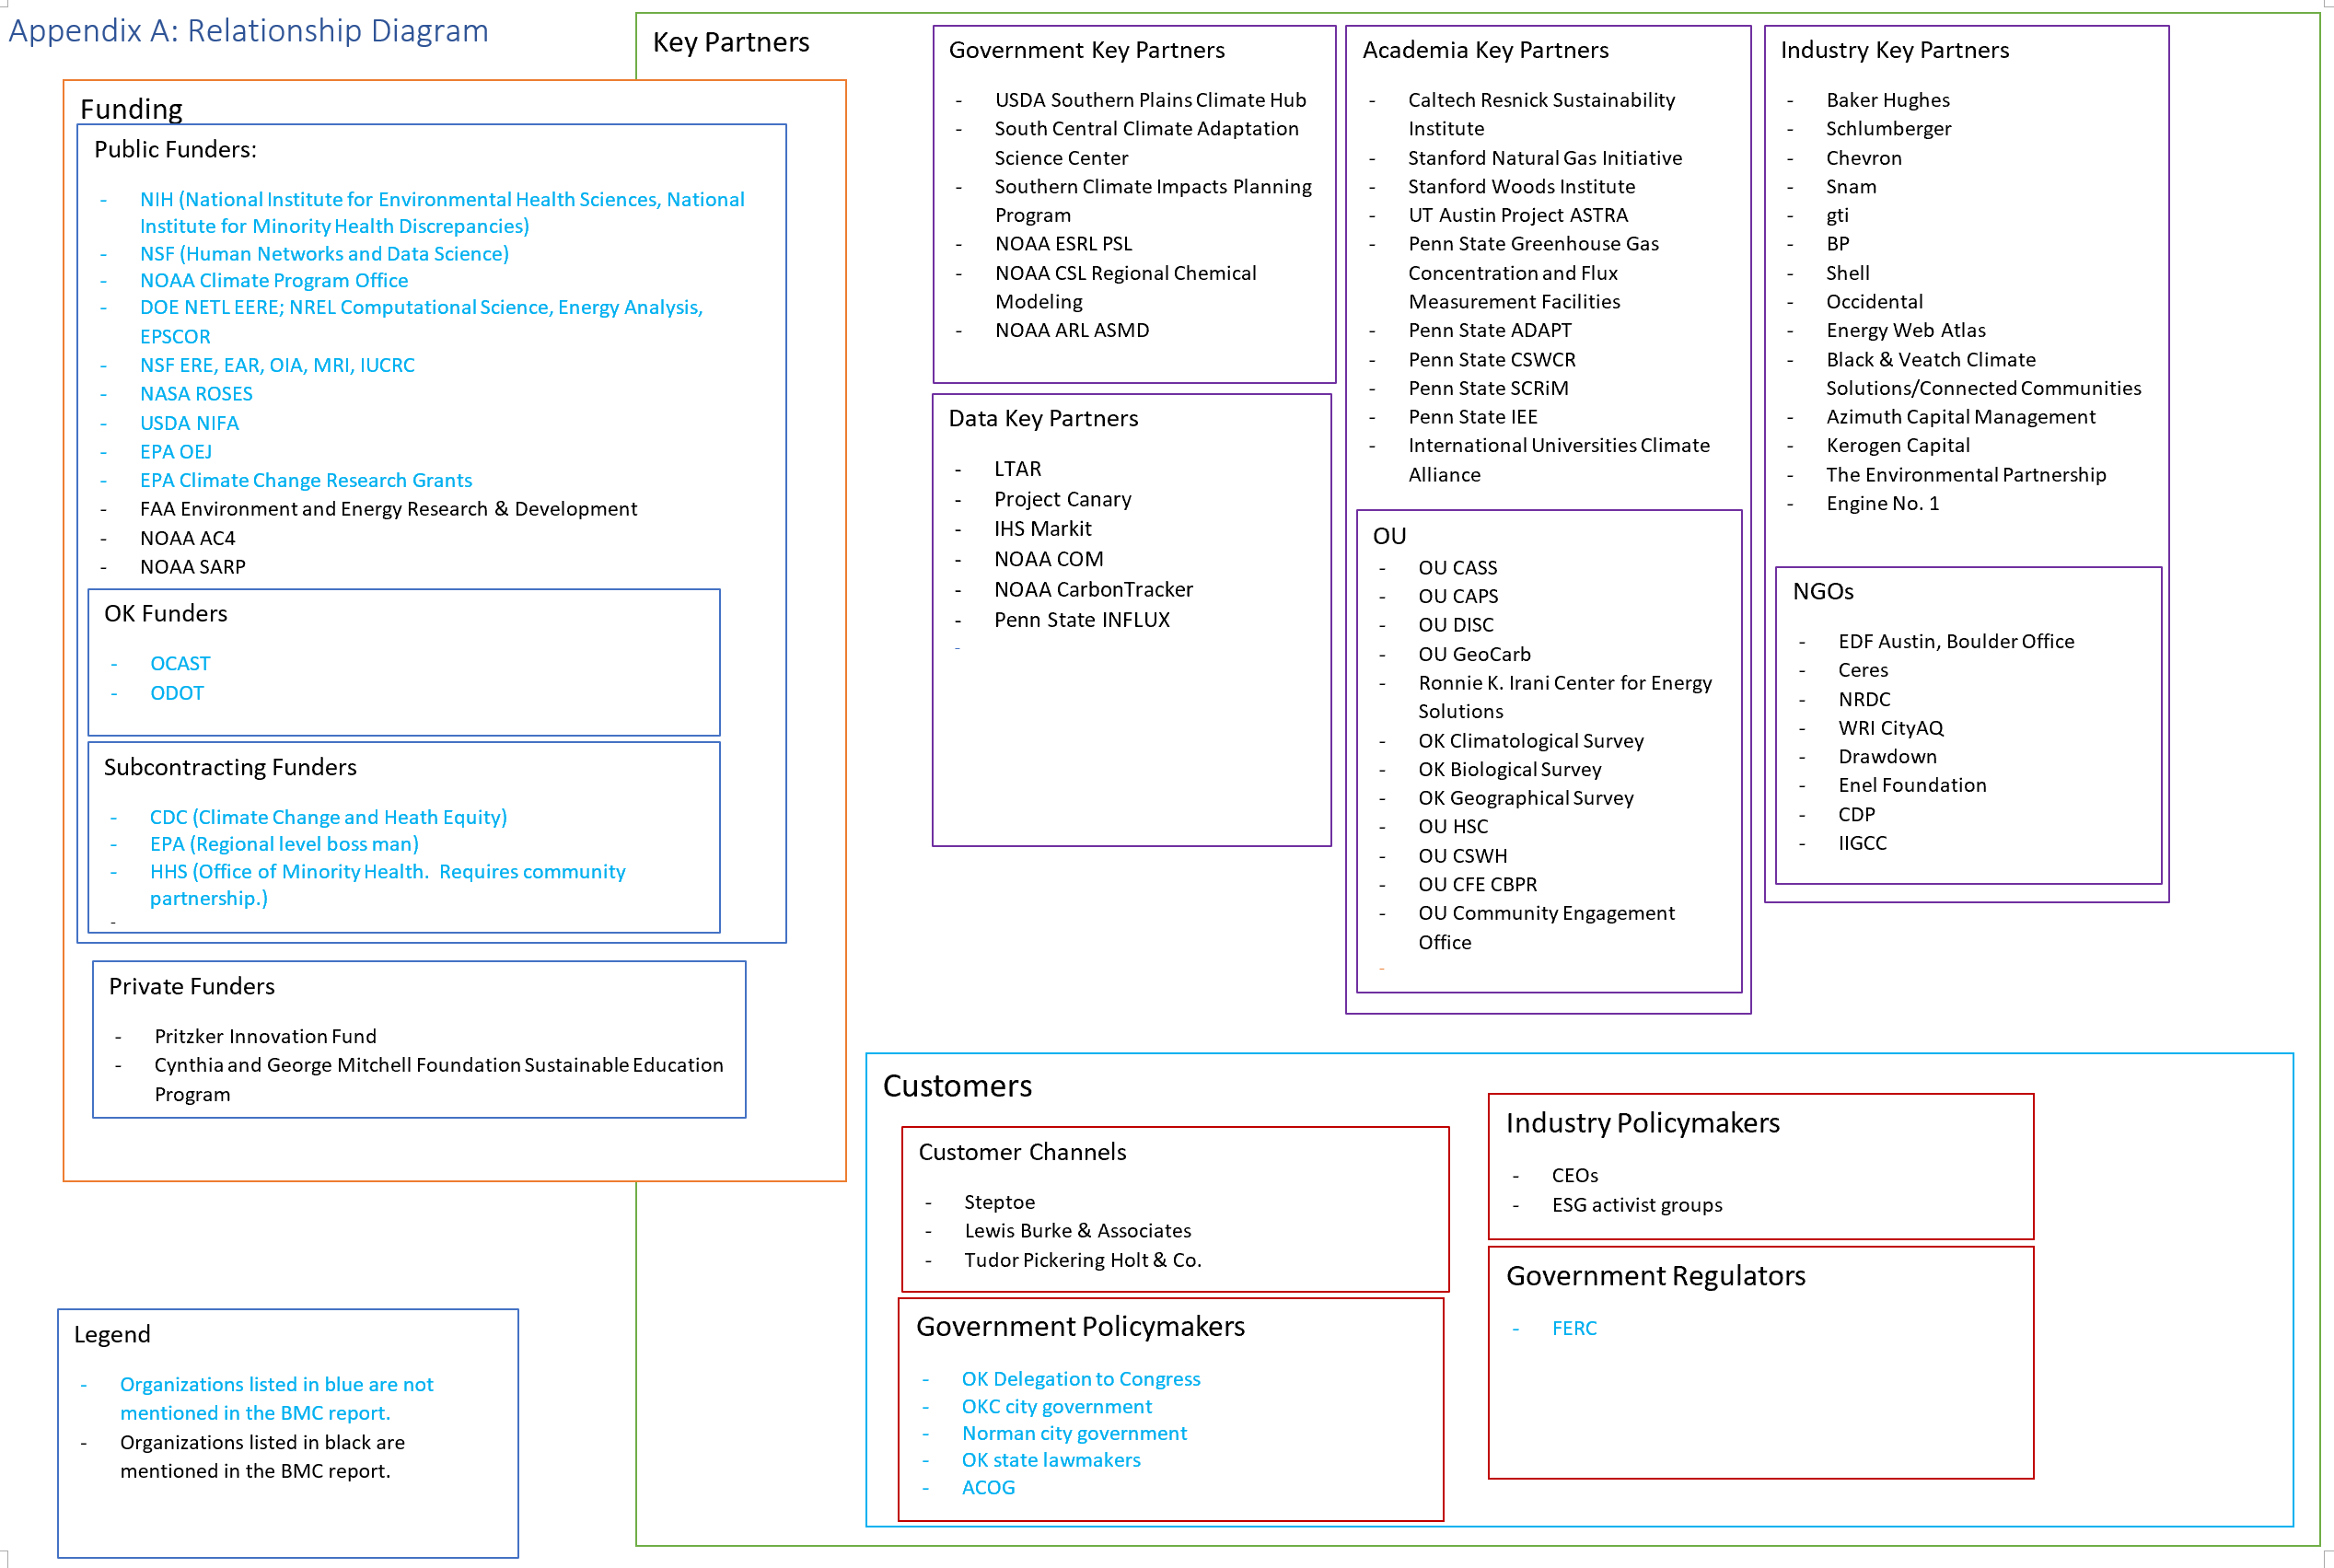 Appendix A: Relationship Diagram
Funding
Public Funders:
- NIH (National Institute for Environmental Health Sciences, National
Institute for Minority Health Discrepancies)
- NSF (Human Networks and Data Science)
- NOAA Climate Program Office
- DOE NETL EERE; NREL Computational Science, Energy Analysis,
EPSCOR
- NSF ERE, EAR, OIA, MRI, IUCRC
- NASA ROSES
- USDA NIFA
- EPA OEJ
- EPA Climate Change Research Grants
- FAA Environment and Energy Research & Development
- NOAA AC4
- NOAA SARP
OK Funders
- OCAST
- ODOT
Subcontracting Funders
- CDC (Climate Change and Heath Equity)
- EPA (Regional level boss man)
- HHS (Office of Minority Health.  Requires community
partnership.)
-
Private Funders
- Pritzker Innovation Fund
- Cynthia and George Mitchell Foundation Sustainable Education
Program
Legend
- Organizations listed in blue are not
mentioned in the BMC report.
- Organizations listed in black are
mentioned in the BMC report.
Key Partners
Government Key Partners
- USDA Southern Plains Climate Hub
- South Central Climate Adaptation
Science Center
- Southern Climate Impacts Planning
Program
- NOAA ESRL PSL
- NOAA CSL Regional Chemical
Modeling
- NOAA ARL ASMD
Data Key Partners
- LTAR
- Project Canary
- IHS Markit
- NOAA COM
- NOAA CarbonTracker
- Penn State INFLUX
-
Academia Key Partners
- Caltech Resnick Sustainability
Institute
- Stanford Natural Gas Initiative
- Stanford Woods Institute
- UT Austin Project ASTRA
- Penn State Greenhouse Gas
Concentration and Flux
Measurement Facilities
- Penn State ADAPT
- Penn State CSWCR
- Penn State SCRiM
- Penn State IEE
- International Universities Climate
Alliance
OU
- OU CASS
- OU CAPS
- OU DISC
- OU GeoCarb
- Ronnie K. Irani Center for Energy
Solutions
- OK Climatological Survey
- OK Biological Survey
- OK Geographical Survey
- OU HSC
- OU CSWH
- OU CFE CBPR
- OU Community Engagement
Office
-
Industry Key Partners
- Baker Hughes
- Schlumberger
- Chevron
- Snam
- gti
- BP
- Shell
- Occidental
- Energy Web Atlas
- Black & Veatch Climate
Solutions/Connected Communities
- Azimuth Capital Management
- Kerogen Capital
- The Environmental Partnership
- Engine No. 1
NGOs
- EDF Austin, Boulder Office
- Ceres
- NRDC
- WRI CityAQ
- Drawdown
- Enel Foundation
- CDP
- IIGCC
Customers
Customer Channels
- Steptoe
- Lewis Burke & Associates
- Tudor Pickering Holt & Co.
Government Policymakers
- OK Delegation to Congress
- OKC city government
- Norman city government
- OK state lawmakers
- ACOG
Industry Policymakers
- CEOs
- ESG activist groups
Government Regulators
- FERC